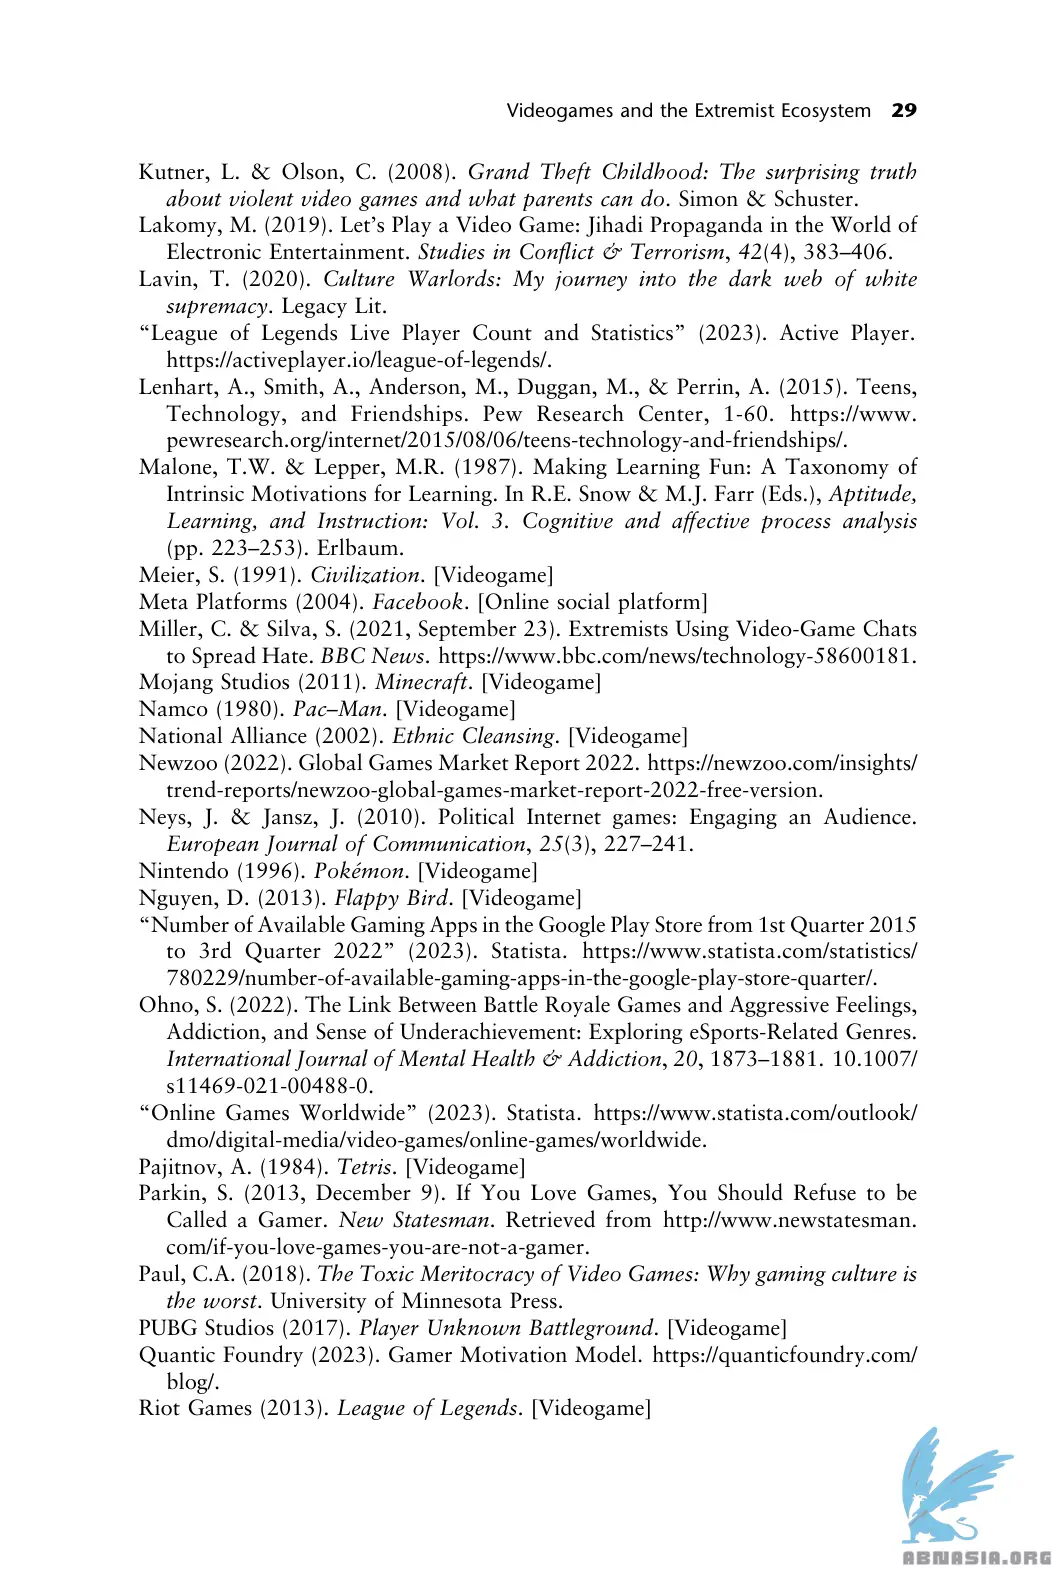 Videogames and the Extremist Ecosystem 29
Kutner, L. & Olson, C. (2008). Grand Theft Childhood: The surprising truth
about violent video games and what parents can do. Simon & Schuster.
Lakomy, M. (2019). Let’s Play a Video Game: Jihadi Propaganda in the World of
Electronic Entertainment. Studies in Conflict & Terrorism, 42(4), 383–406.
Lavin, T. (2020). Culture Warlords: My journey into the dark web of white
supremacy. Legacy Lit.
“League of Legends Live Player Count and Statistics” (2023). Active Player.
https://activeplayer.io/league-of-legends/.
Lenhart, A., Smith, A., Anderson, M., Duggan, M., & Perrin, A. (2015). Teens,
Technology, and Friendships. Pew Research Center, 1-60. https://www.
pewresearch.org/internet/2015/08/06/teens-technology-and-friendships/.
Malone, T.W. & Lepper, M.R. (1987). Making Learning Fun: A Taxonomy of
Intrinsic Motivations for Learning. In R.E. Snow & M.J. Farr (Eds.), Aptitude,
Learning, and Instruction: Vol. 3. Cognitive and affective process analysis
(pp. 223–253). Erlbaum.
Meier, S. (1991). Civilization. [Videogame]
Meta Platforms (2004). Facebook. [Online social platform]
Miller, C. & Silva, S. (2021, September 23). Extremists Using Video-Game Chats
to Spread Hate. BBC News. https://www.bbc.com/news/technology-58600181.
Mojang Studios (2011). Minecraft. [Videogame]
Namco (1980). Pac–Man. [Videogame]
National Alliance (2002). Ethnic Cleansing. [Videogame]
Newzoo (2022). Global Games Market Report 2022. https://newzoo.com/insights/
trend-reports/newzoo-global-games-market-report-2022-free-version.
Neys, J. & Jansz, J. (2010). Political Internet games: Engaging an Audience.
European Journal of Communication, 25(3), 227–241.
Nintendo (1996). Pokémon. [Videogame]
Nguyen, D. (2013). Flappy Bird. [Videogame]
“Number of Available Gaming Apps in the Google Play Store from 1st Quarter 2015
to 3rd Quarter 2022” (2023). Statista. https://www.statista.com/statistics/
780229/number-of-available-gaming-apps-in-the-google-play-store-quarter/.
Ohno, S. (2022). The Link Between Battle Royale Games and Aggressive Feelings,
Addiction, and Sense of Underachievement: Exploring eSports-Related Genres.
International Journal of Mental Health & Addiction, 20, 1873–1881. 10.1007/
s11469-021-00488-0.
“Online Games Worldwide” (2023). Statista. https://www.statista.com/outlook/
dmo/digital-media/video-games/online-games/worldwide.
Pajitnov, A. (1984). Tetris. [Videogame]
Parkin, S. (2013, December 9). If You Love Games, You Should Refuse to be
Called a Gamer. New Statesman. Retrieved from http://www.newstatesman.
com/if-you-love-games-you-are-not-a-gamer.
Paul, C.A. (2018). The Toxic Meritocracy of Video Games: Why gaming culture is
the worst. University of Minnesota Press.
PUBG Studios (2017). Player Unknown Battleground. [Videogame]
Quantic Foundry (2023). Gamer Motivation Model. https://quanticfoundry.com/
blog/.
Riot Games (2013). League of Legends. [Videogame]
ABNASIA.ORG